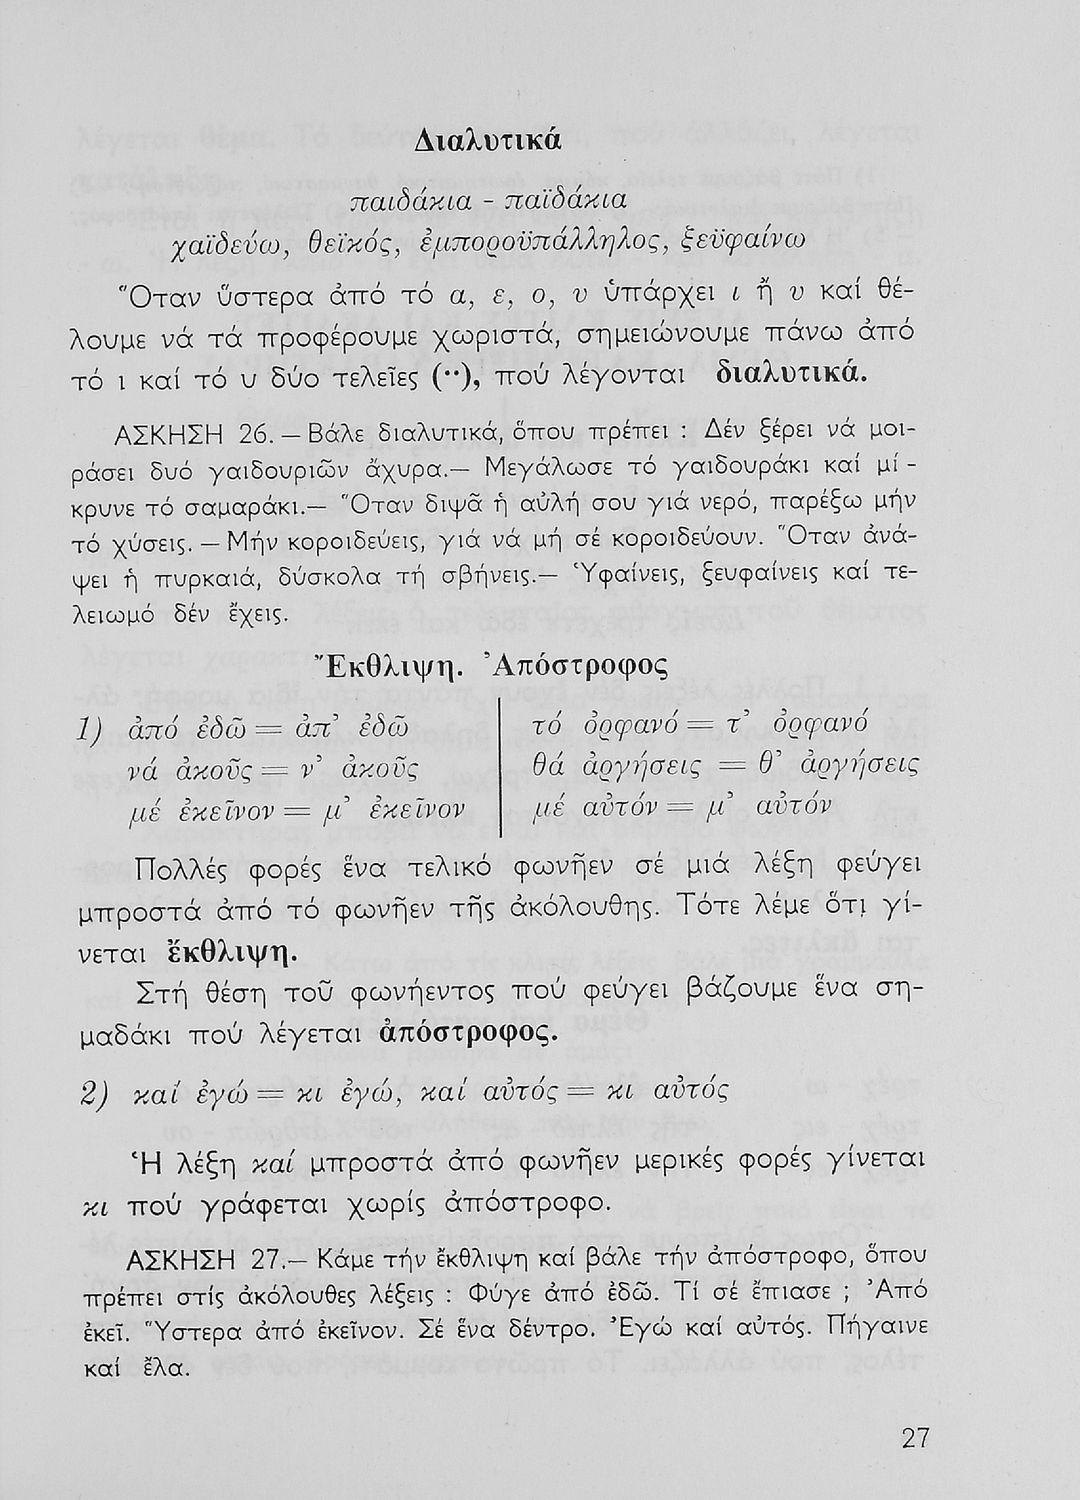 Διαλυτικά
παιδάκια - παϊδάκια
χαϊδεύω, θεϊκός, ἐμποροϋπάλληλος, ξεϋφαίνω
Ὅταν ὕστερα ἀπό τό α, ε, ο, υ ὑπάρχει ι ἤ υ καί θέ-
λουμε νά τά προφέρουμε χωριστά, σημειώνουμε πάνω ἀπό
τό ι καί τό υ δύο τελεῖες (··), πού λέγονται διαλυτικά.
ΑΣΚΗΣΗ 26. — Βάλε διαλυτικά, ὅπου πρέπει : Δέν ξέρει νά μοι-
ράσει δυό γαιδουριῶν ἄχυρα.— Μεγάλωσε τό γαιδουράκι καί μί -
κρυνε τό σαμαράκι.— Ὅταν διψᾶ ἡ αὐλή σου γιά νερό, παρέξω μήν
τό χύσεις. — Μήν κοροιδεύεις, γιά νά μή σέ κοροιδεύουν. Ὅταν ἀνά-
ψει ἡ πυρκαιά, δύσκολα τή σβήνεις.— Ὑφαίνεις, ξευφαίνεις καί τε-
λειωμό δέν ἔχεις.
Ἔκθλιψη. Ἀπόστροφος
1) ἀπό ἐδῶ = ἀπ’ ἐδῶ
νά ἀκοῦς = ν’ ἀκοῦς
μέ ἐκεῖνον = μ’ ἐκεῖνον
τό ὀρφανό = τ’ ὀρφανό
θά ἀργήσεις = θ’ ἀργήσεις
μέ αὐτόν = μ’ αὐτόν
Πολλές φορές ἕνα τελικό φωνῆεν σέ μιά λέξη φεύγει
μπροστά ἀπό τό φωνῆεν τῆς ἀκόλουθης. Τότε λέμε ὅτι γί-
νεται ἔκθλιψη.
Στή θέση τοῦ φωνήεντος πού φεύγει βάζουμε ἕνα ση-
μαδάκι πού λέγεται ἀπόστροφος.
2) καί ἐγώ = κι ἐγώ, καί αὐτός = κι αὐτός
Ἡ λέξη καί μπροστά ἀπό φωνῆεν μερικές φορές γίνεται
κι πού γράφεται χωρίς ἀπόστροφο.
ΑΣΚΗΣΗ 27.— Κάμε τήν ἔκθλιψη καί βάλε τήν ἀπόστροφο, ὅπου
πρέπει στίς ἀκόλουθες λέξεις : Φύγε ἀπό ἐδῶ. Τί σέ ἔπιασε ; Ἀπό
ἐκεῖ. Ὕστερα ἀπό ἐκεῖνον. Σέ ἕνα δέντρο. Ἐγώ καί αὐτός. Πήγαινε
καί ἔλα.
27